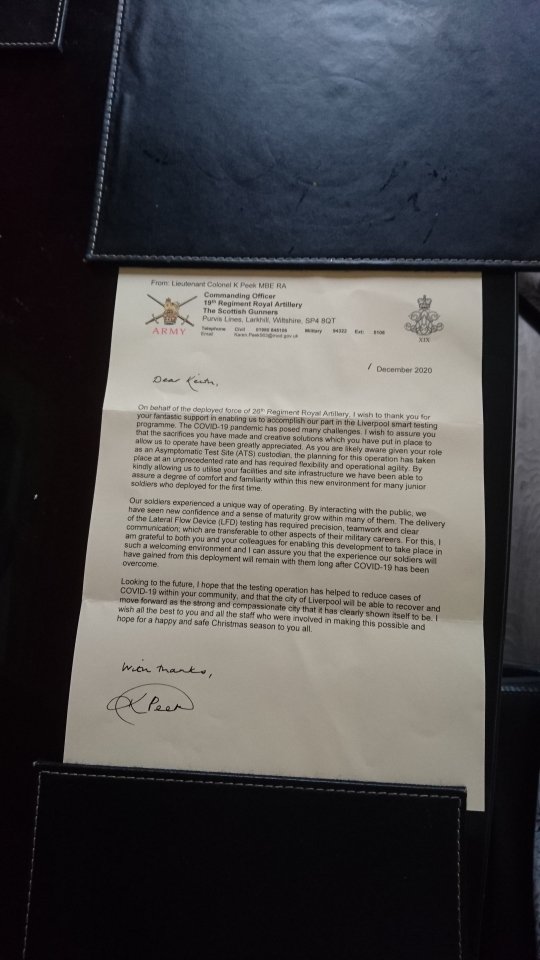 From: Lieutenant Colonel K Peek MBE RA
Commanding Officer
19th Regiment Royal Artillery
The Scottish Gunners
Purvis Lines, Larkhill, Wiltshire, SP4 8QT
Telephone Civil Military 94322 Ext:
Email
ARMY
XIX
1 December 2020
Dear Keith,
On behalf of the deployed force of 26th Regiment Royal Artillery, I wish to thank you for
your fantastic support in enabling us to accomplish our part in the Liverpool smart testing
programme. The COVID-19 pandemic has posed many challenges. I wish to assure you
that the sacrifices you have made and creative solutions which you have put in place to
allow us to operate have been greatly appreciated. As you are likely aware given your role
as an Asymptomatic Test Site (ATS) custodian, the planning for this operation has taken
place at an unprecedented rate and has required flexibility and operational agility. By
kindly allowing us to utilise your facilities and site infrastructure we have been able to
assure a degree of comfort and familiarity within this new environment for many junior
soldiers who deployed for the first time.
Our soldiers experienced a unique way of operating. By interacting with the public, we
have seen new confidence and a sense of maturity grow within many of them. The delivery
of the Lateral Flow Device (LFD) testing has required precision, teamwork and clear
communication; which are transferable to other aspects of their military careers. For this, I
am grateful to both you and your colleagues for enabling this development to take place in
such a welcoming environment and I can assure you that the experience our soldiers will
have gained from this deployment will remain with them long after COVID-19 has been
overcome.
Looking to the future, I hope that the testing operation has helped to reduce cases of
COVID-19 within your community, and that the city of Liverpool will be able to recover and
move forward as the strong and compassionate city that it has clearly shown itself to be. I
wish all the best to you and all the staff who were involved in making this possible and
hope for a happy and safe Christmas season to you all.
With thanks,
K Peek